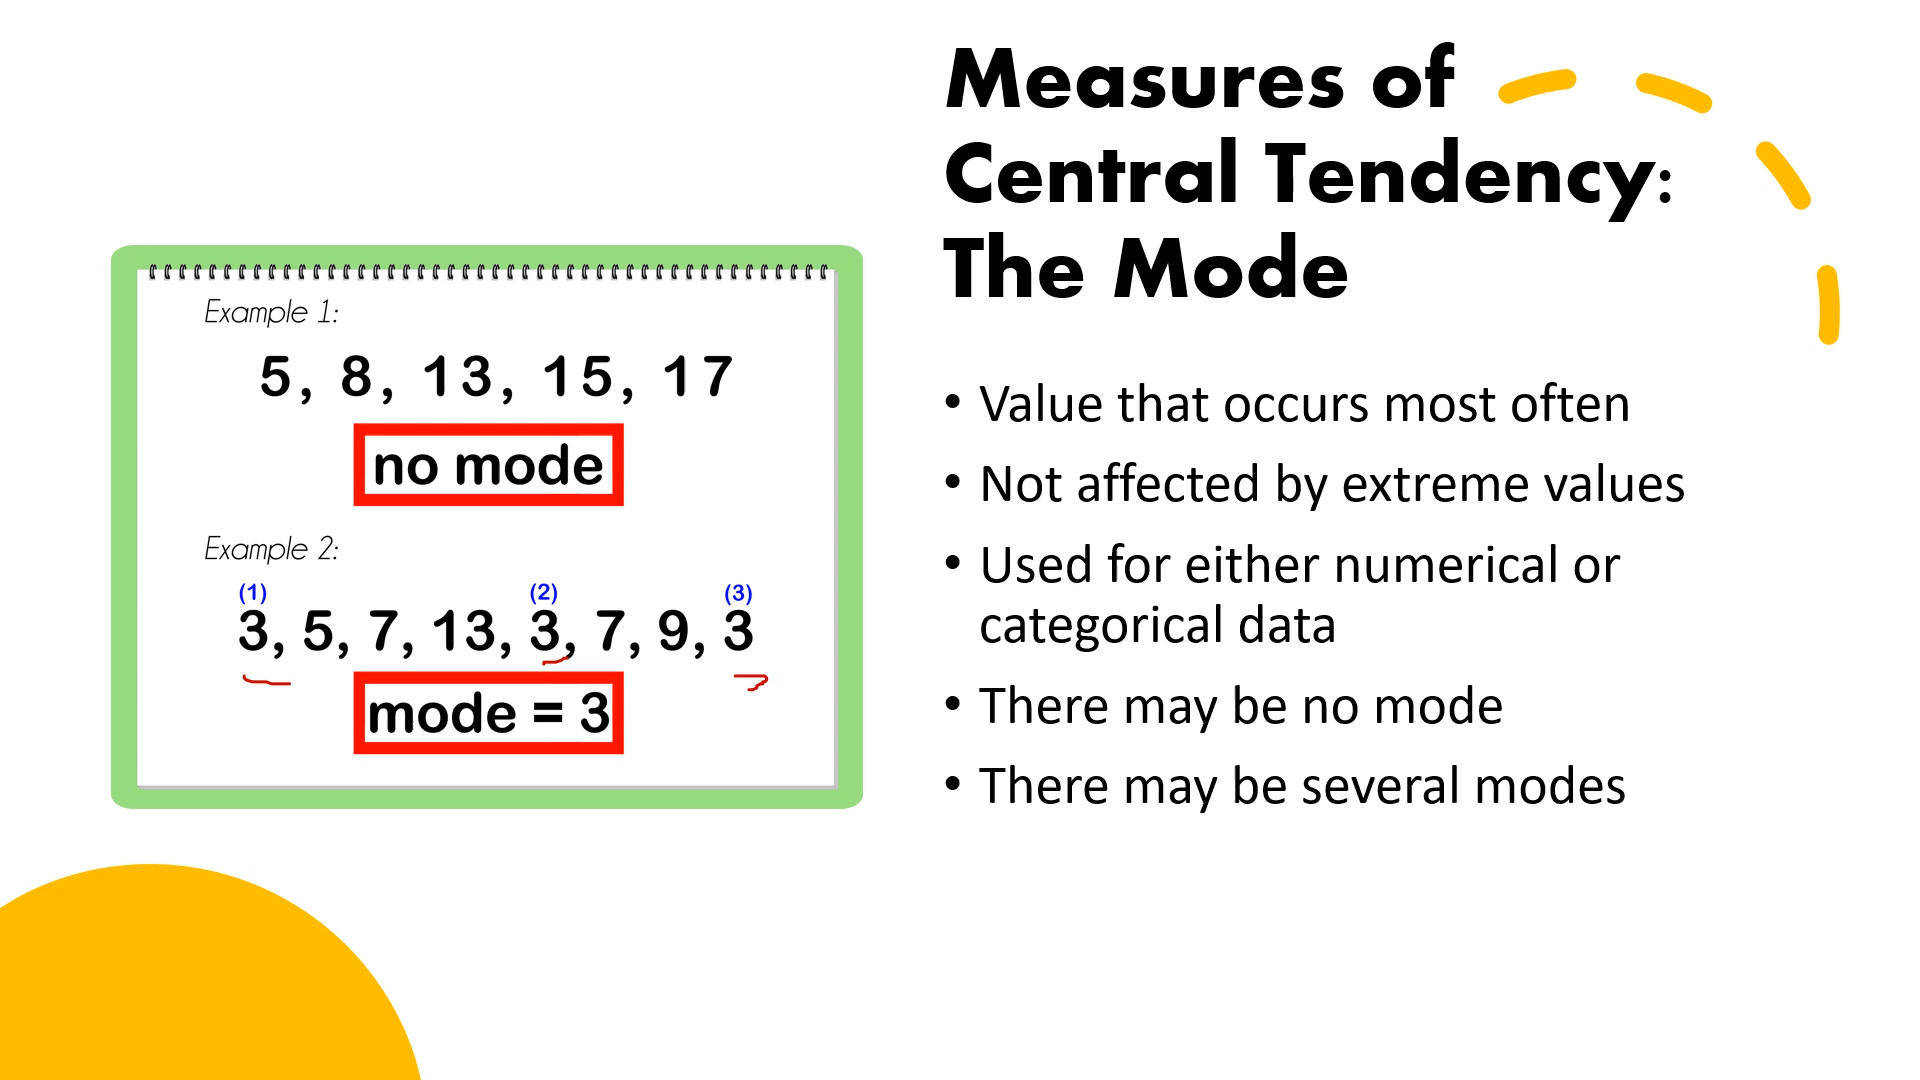 Measures of
Central Tendency:
The Mode
Example 1:
5, 8, 13, 15, 17
no mode
Example 2:
(1) (2) (3)
3, 5, 7, 13, 3, 7, 9, 3
mode = 3
• Value that occurs most often
• Not affected by extreme values
• Used for either numerical or
categorical data
• There may be no mode
• There may be several modes